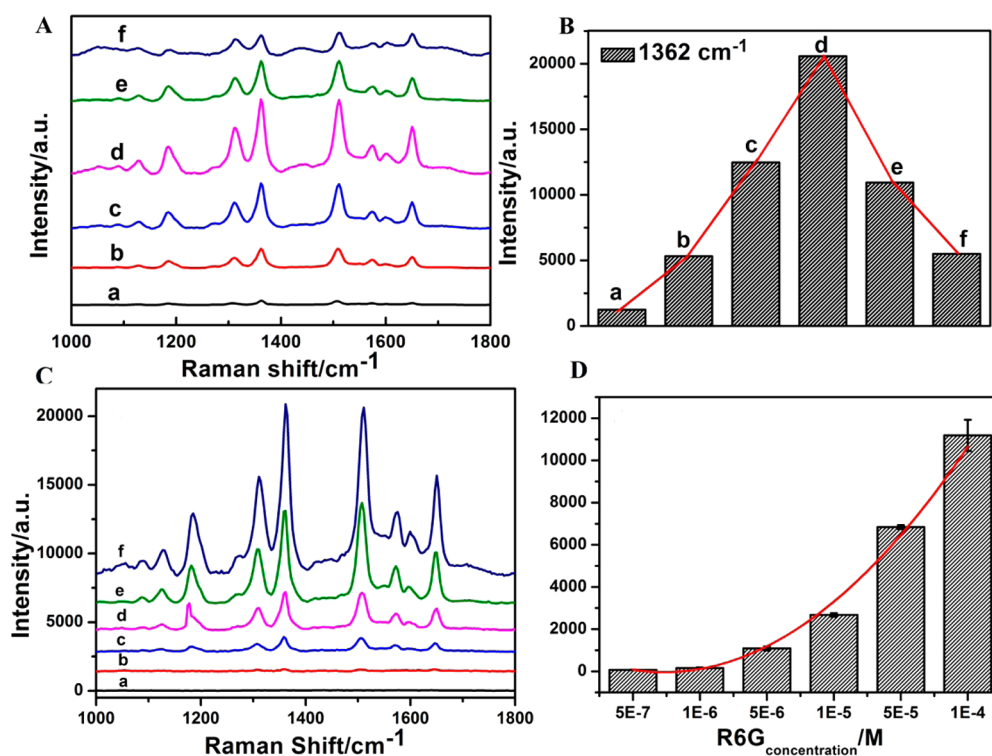 A
f
e
d
c
b
a
Intensity/a.u.
1000 1200 1400 1600 1800
Raman shift/cm-1
B
1362 cm-1
20000
15000
10000
5000
0
Intensity/a.u.
a
b
c
d
e
f
C
20000
15000
10000
5000
0
Intensity/a.u.
f
e
d
c
b
a
1000 1200 1400 1600 1800
Raman Shift/cm-1
D
12000
10000
8000
6000
4000
2000
0
5E-7 1E-6 5E-6 1E-5 5E-5 1E-4
R6Gconcentration/M